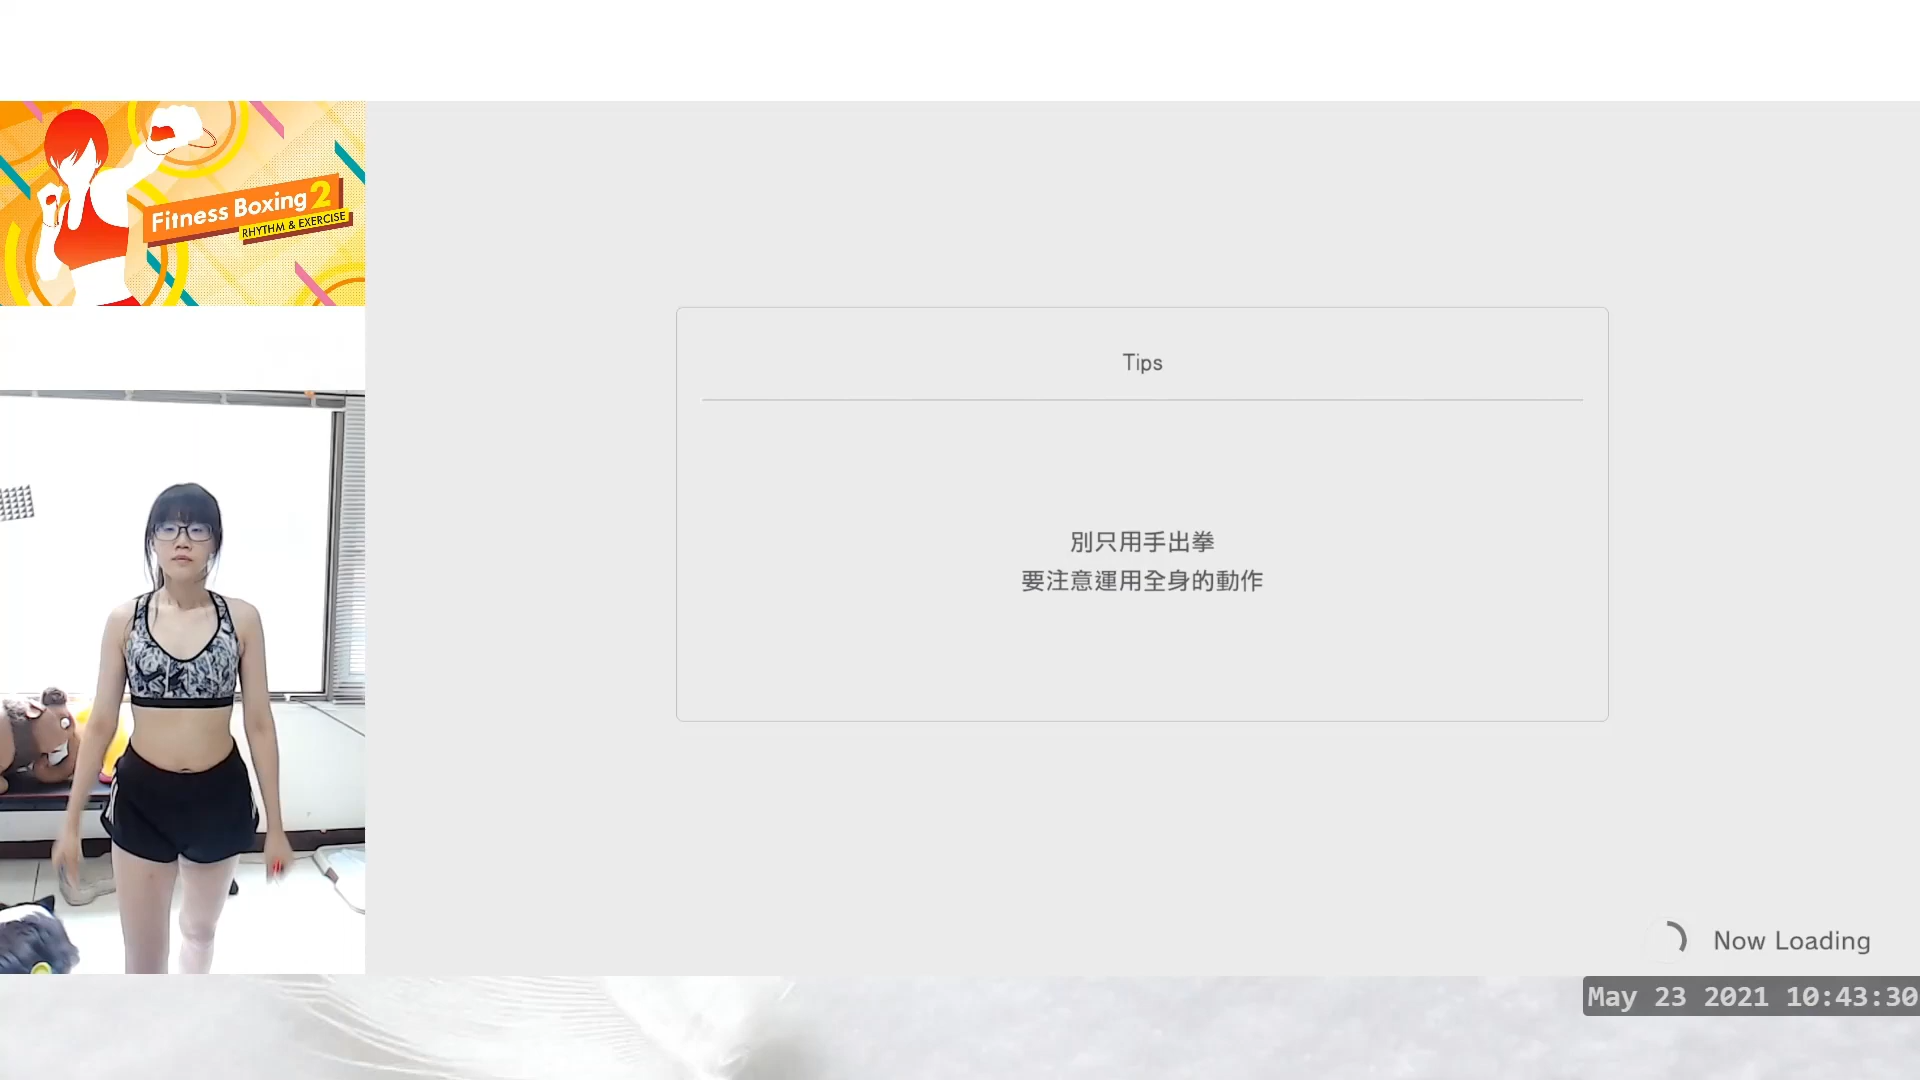 Fitness Boxing 2
RHYTHM & EXERCISE
Tips
別只用手出拳
要注意運用全身的動作
Now Loading
May 23 2021 10:43:30